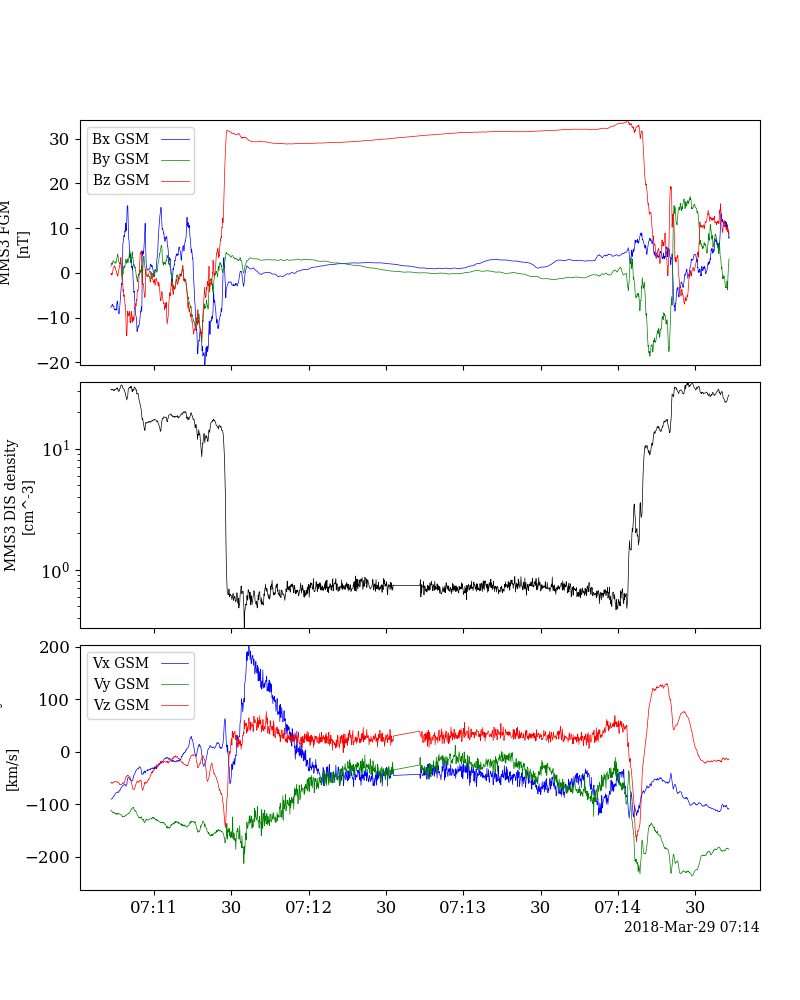 30
20
10
0
−10
−20
MMS3 FGM
[nT]
Bx GSM
By GSM
Bz GSM
10^1
10^0
MMS3 DIS density
[cm^-3]
200
100
0
−100
−200
[km/s]
Vx GSM
Vy GSM
Vz GSM
07:11 30 07:12 30 07:13 30 07:14 30
2018-Mar-29 07:14